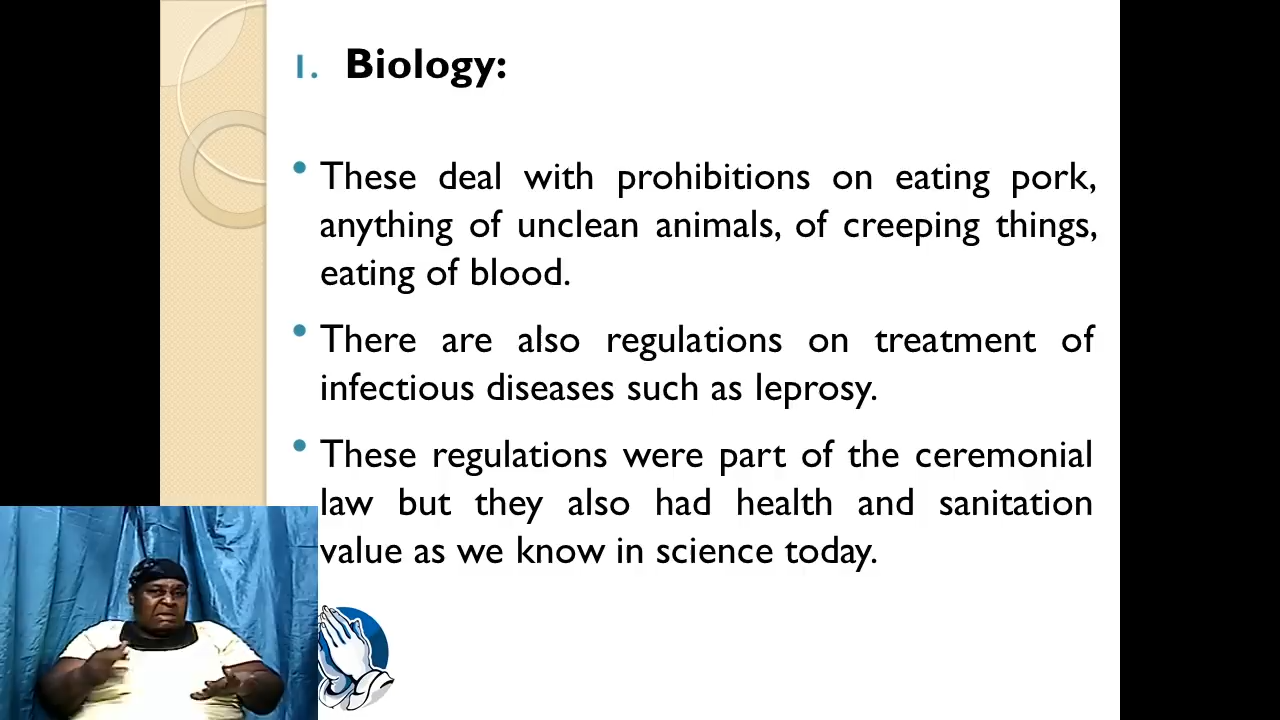 1. Biology:
• These deal with prohibitions on eating pork,
anything of unclean animals, of creeping things,
eating of blood.
• There are also regulations on treatment of
infectious diseases such as leprosy.
• These regulations were part of the ceremonial
law but they also had health and sanitation
value as we know in science today.